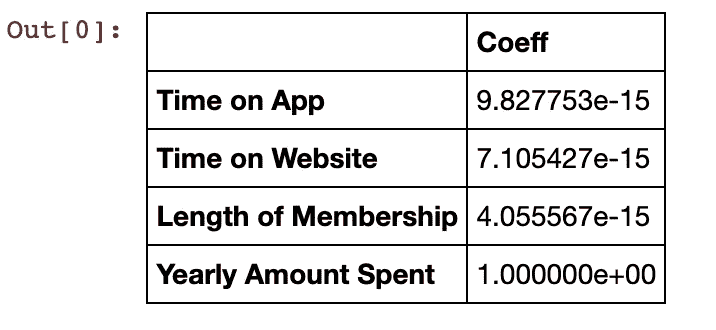 Out[0]:
Coeff
Time on App 9.827753e-15
Time on Website 7.105427e-15
Length of Membership 4.055567e-15
Yearly Amount Spent 1.000000e+00